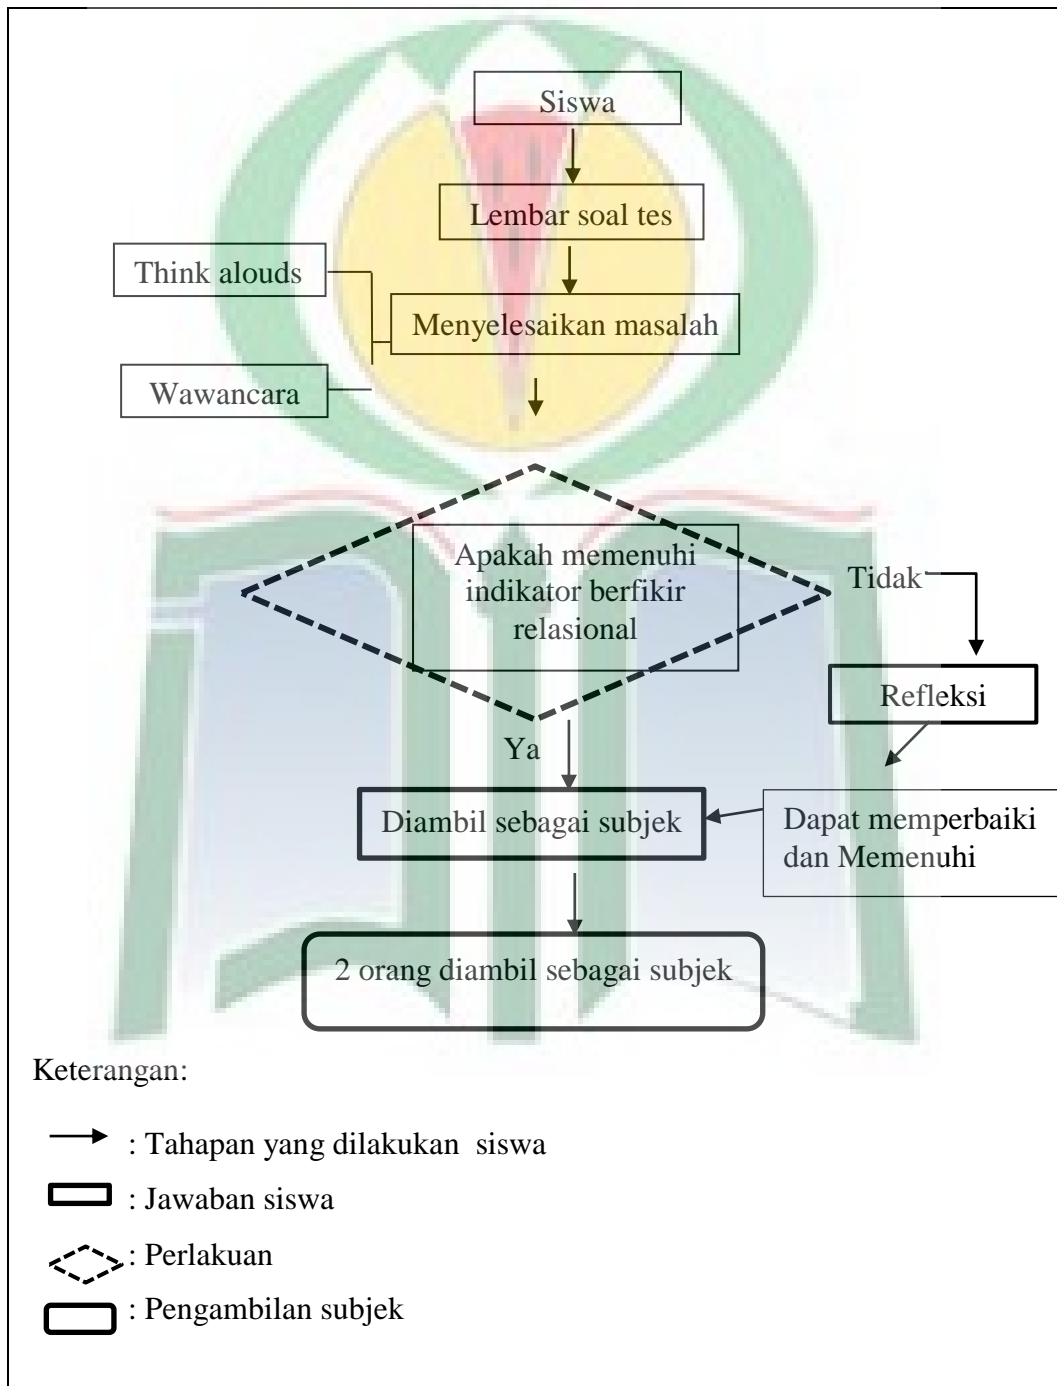 Siswa
Lembar soal tes
Think alouds
Menyelesaikan masalah
Wawancara
Apakah memenuhi
indikator berfikir
relasional
Tidak
Refleksi
Ya
Diambil sebagai subjek
Dapat memperbaiki
dan Memenuhi
2 orang diambil sebagai subjek
Keterangan:
: Tahapan yang dilakukan siswa
: Jawaban siswa
: Perlakuan
: Pengambilan subjek